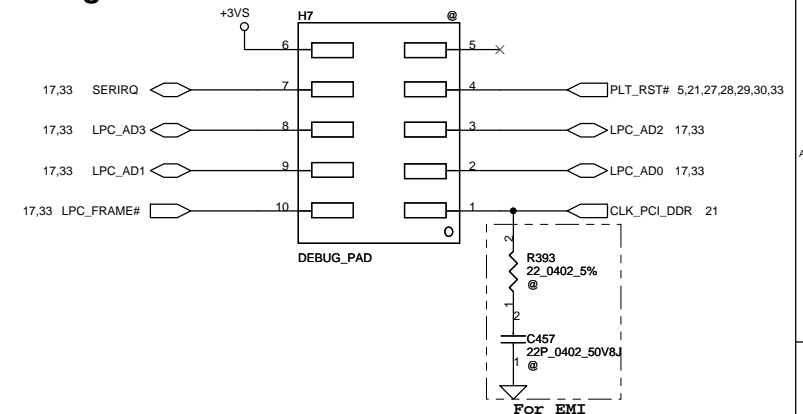 +3VS
H7 @
6 5
17,33 SERIRQ 7 4 PLT_RST# 5,21,27,28,29,30,33
17,33 LPC_AD3 8 3 LPC_AD2 17,33
A
17,33 LPC_AD1 9 2 LPC_AD0 17,33
17,33 LPC_FRAME# 10 1 CLK_PCI_DDR 21
DEBUG_PAD
2
R393
22_0402_5%
@
1
2
C457
22P_0402_50V8J
1
@
For EMI